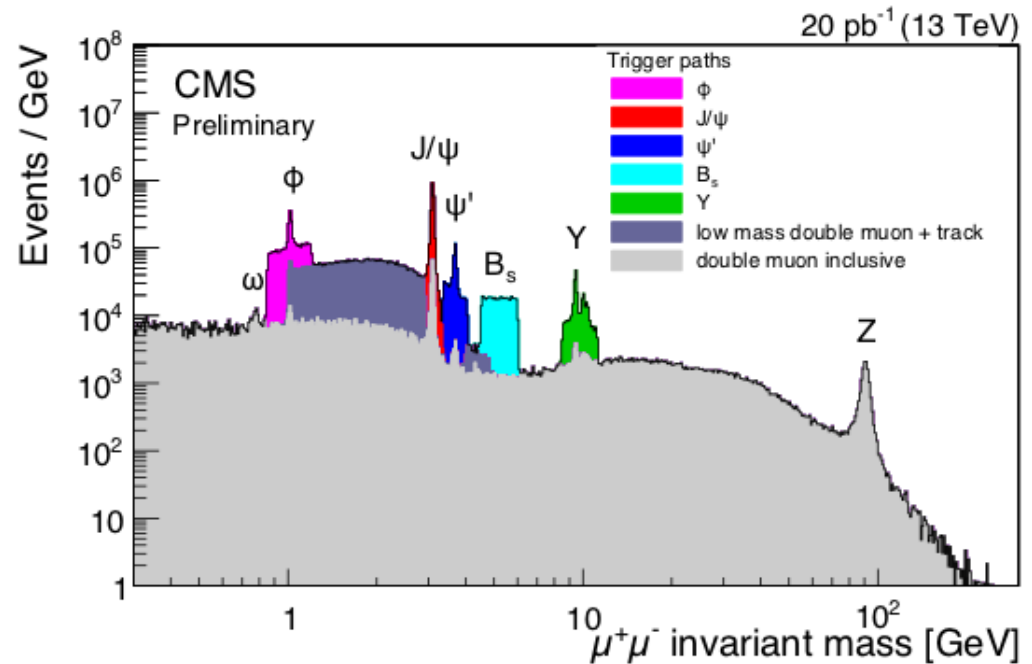 20 pb⁻¹ (13 TeV)
CMS
Preliminary
Trigger paths
ϕ
J/ψ
ψ'
Bₛ
Υ
low mass double muon + track
double muon inclusive
ω
ϕ
J/ψ
ψ'
Bₛ
Υ
Z
Events / GeV
10⁸
10⁷
10⁶
10⁵
10⁴
10³
10²
10
1
1
10
10²
μ⁺μ⁻ invariant mass [GeV]